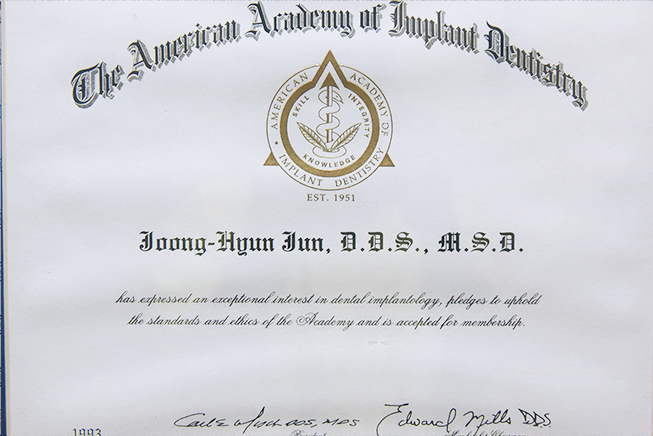 The American Academy of Implant Dentistry
AMERICAN ACADEMY OF
SKILL INTEGRITY
KNOWLEDGE
IMPLANT DENTISTRY
EST. 1951
Joong-Hyun Jun, D.D.S., M.S.D.
has expressed an exceptional interest in dental implantology, pledges to uphold
the standards and ethics of the Academy and is accepted for membership.
Edward Mills DDS
1993